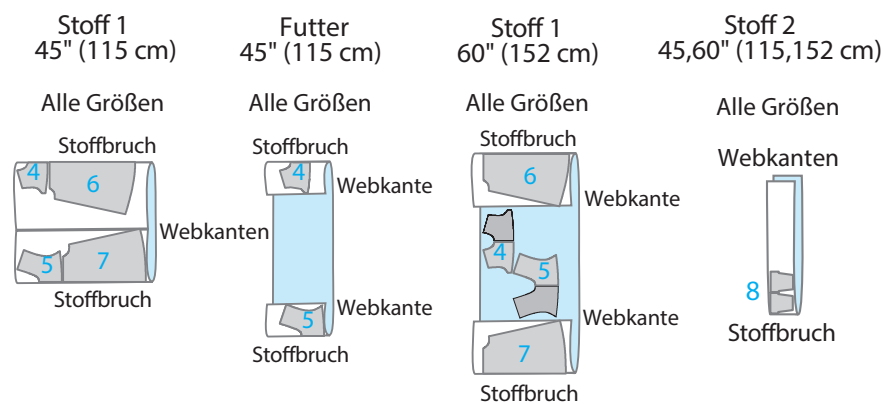 Stoff 1
45" (115 cm)
Alle Größen
Stoffbruch
4
6
Webkanten
5
7
Stoffbruch
Futter
45" (115 cm)
Alle Größen
Stoffbruch
4
Webkante
Webkante
5
Stoffbruch
Stoff 1
60" (152 cm)
Alle Größen
Stoffbruch
6
Webkante
4
5
Webkante
7
Stoffbruch
Stoff 2
45,60" (115,152 cm)
Alle Größen
Webkanten
8
Stoffbruch